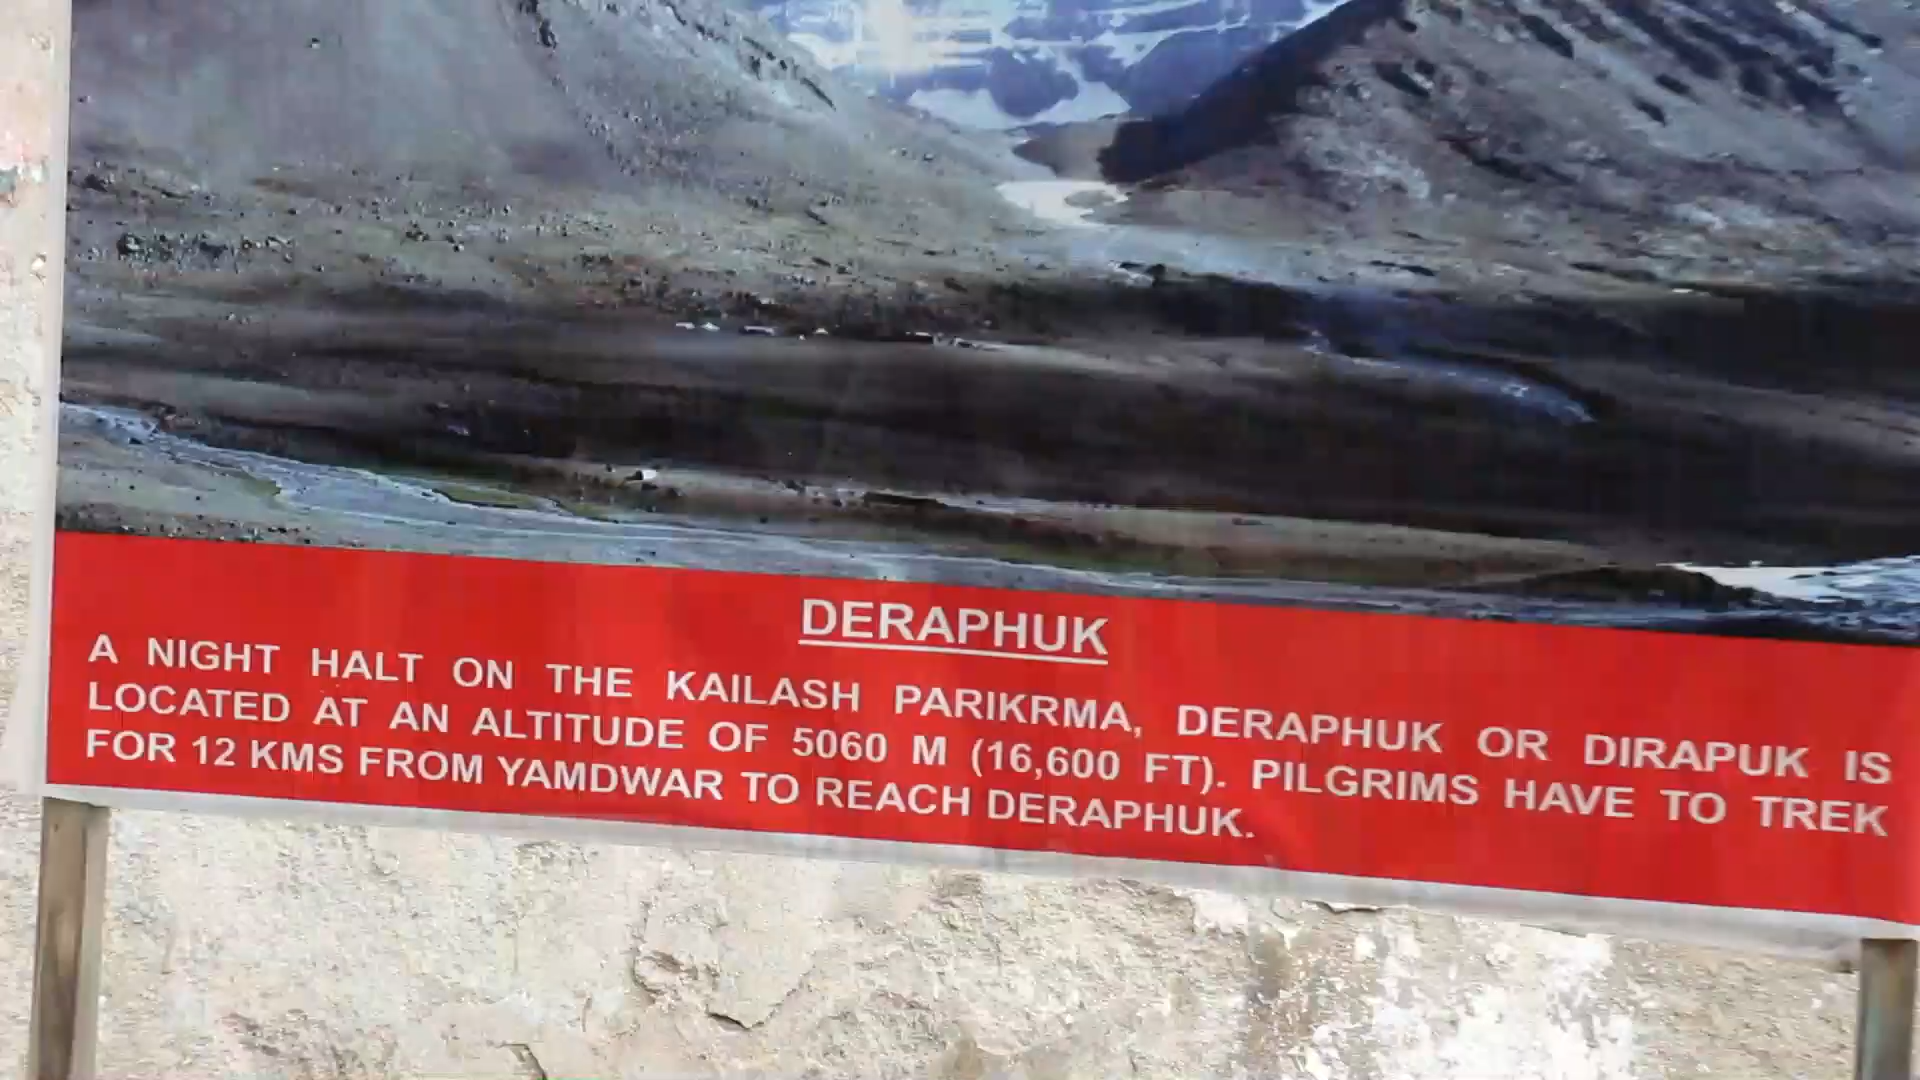 DERAPHUK
A NIGHT HALT ON THE KAILASH PARIKRMA, DERAPHUK OR DIRAPUK IS
LOCATED AT AN ALTITUDE OF 5060 M (16,600 FT). PILGRIMS HAVE TO TREK
FOR 12 KMS FROM YAMDWAR TO REACH DERAPHUK.